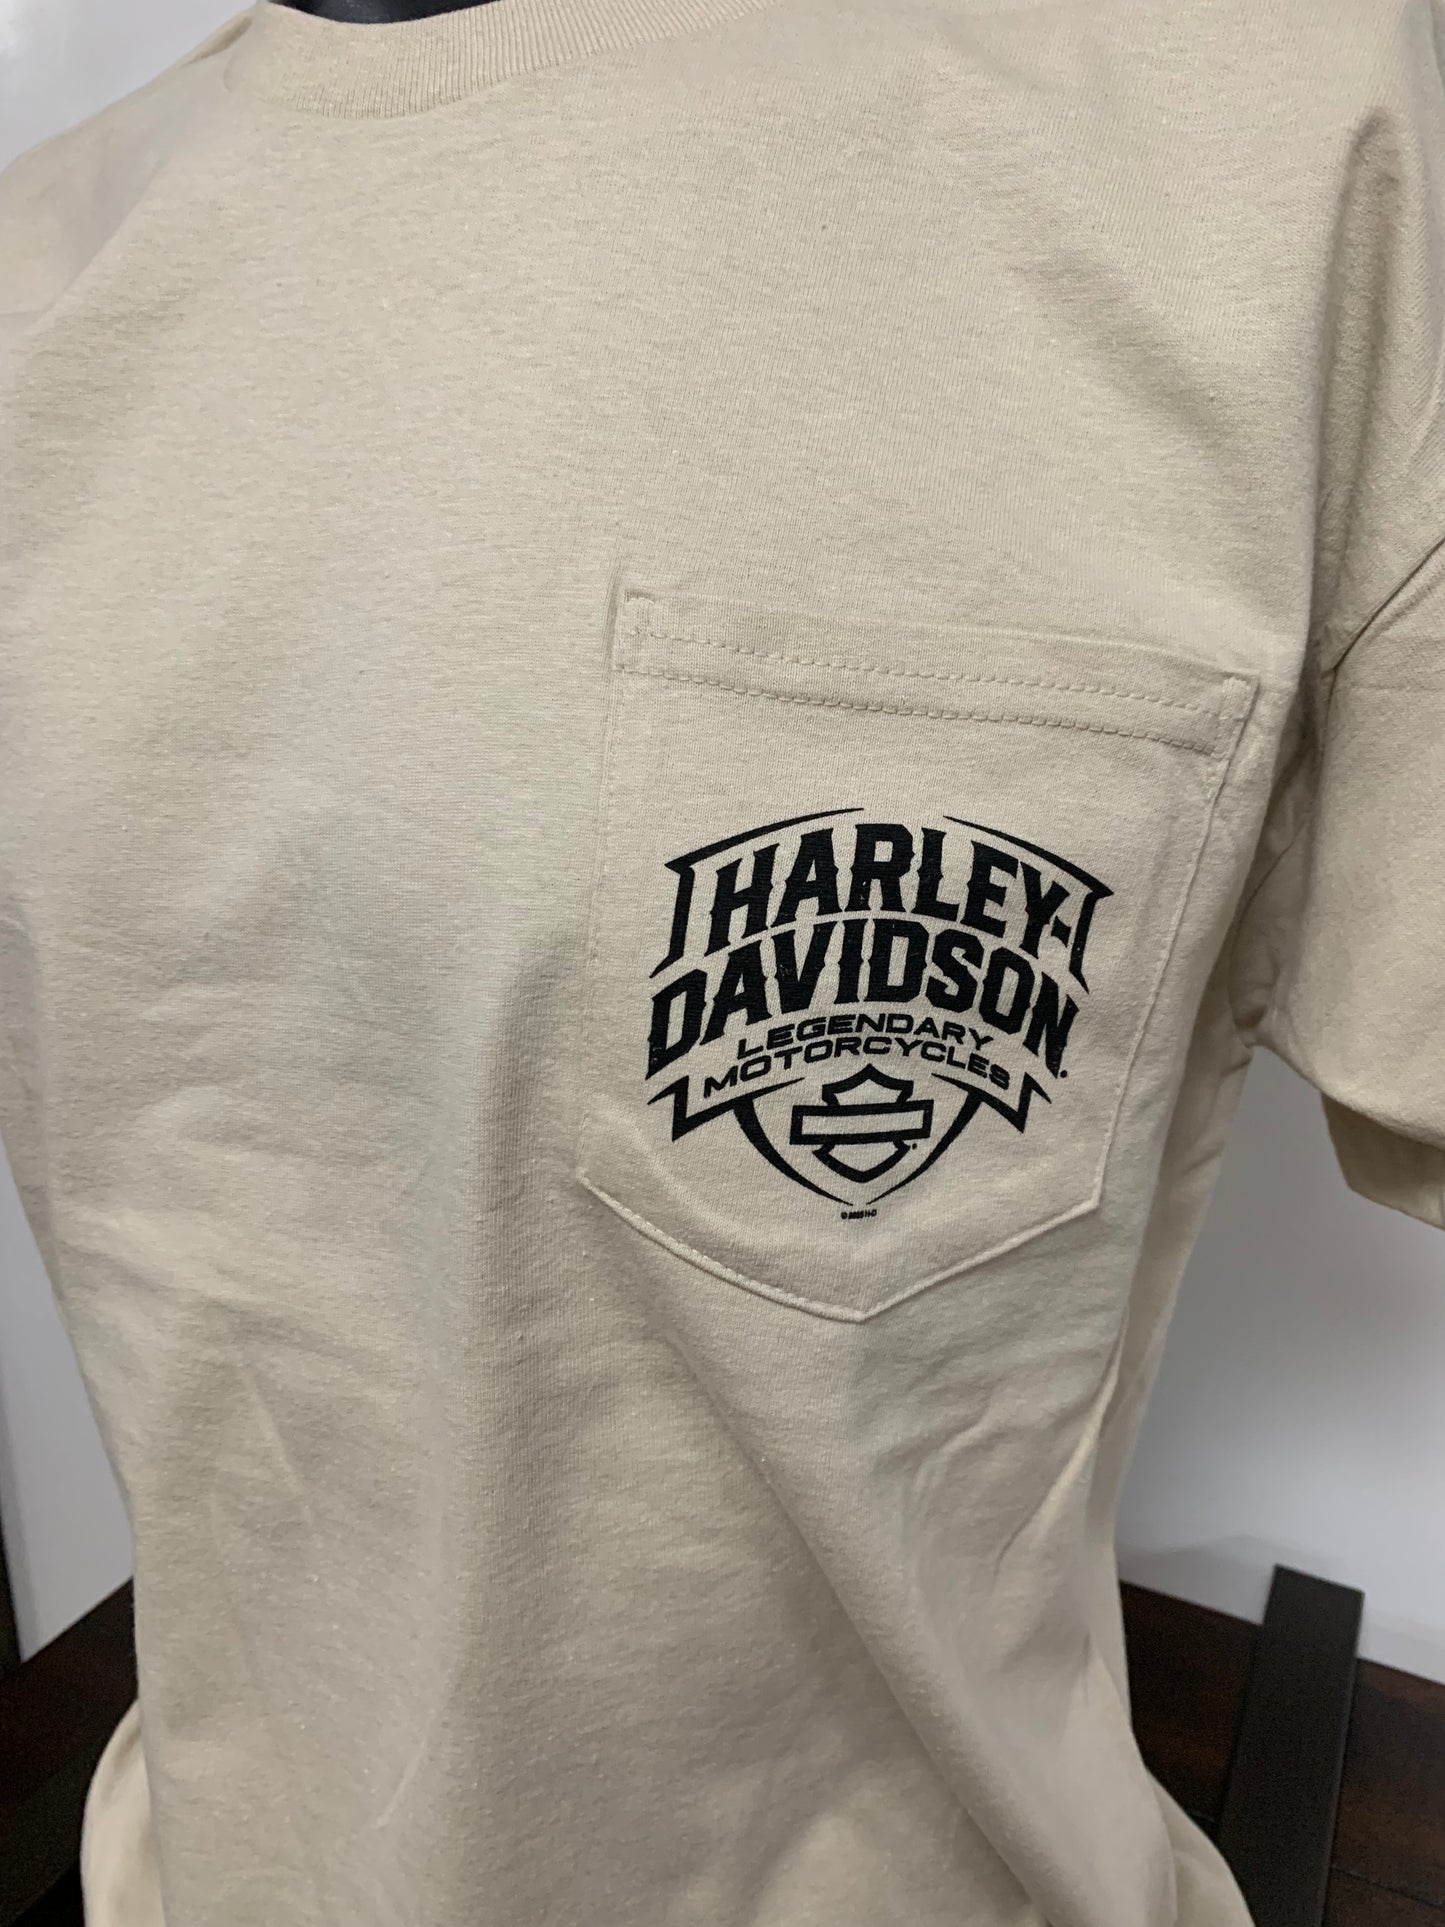 HARLEY-
DAVIDSON.
LEGENDARY
MOTORCYCLES
H-D